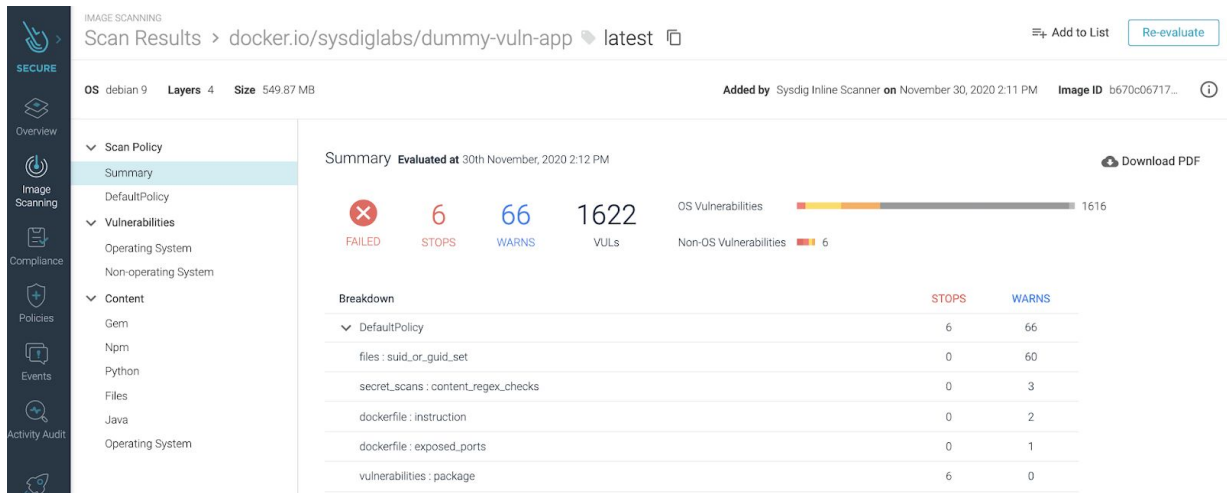 IMAGE SCANNING
Scan Results > docker.io/sysdiglabs/dummy-vuln-app latest
Add to List
Re-evaluate
SECURE
OS debian 9 Layers 4 Size 549.87 MB
Added by Sysdig Inline Scanner on November 30, 2020 2:11 PM Image ID b670c06717...
Overview
Image
Scanning
Compliance
Policies
Events
Activity Audit
Scan Policy
Summary
DefaultPolicy
Vulnerabilities
Operating System
Non-operating System
Content
Gem
Npm
Python
Files
Java
Operating System
Summary Evaluated at 30th November, 2020 2:12 PM
Download PDF
6 66 1622
FAILED STOPS WARNS VULs
OS Vulnerabilities 1616
Non-OS Vulnerabilities 6
Breakdown STOPS WARNS
DefaultPolicy 6 66
files : suid_or_guid_set 0 60
secret_scans : content_regex_checks 0 3
dockerfile : instruction 0 2
dockerfile : exposed_ports 0 1
vulnerabilities : package 6 0